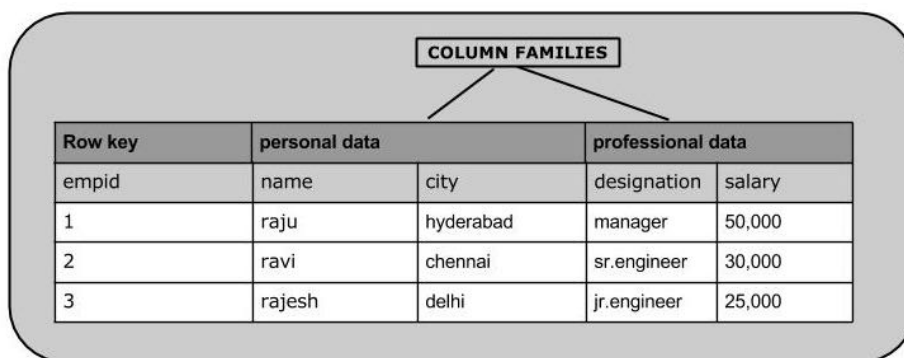 COLUMN FAMILIES
Row key personal data professional data
empid name city designation salary
1 raju hyderabad manager 50,000
2 ravi chennai sr.engineer 30,000
3 rajesh delhi jr.engineer 25,000